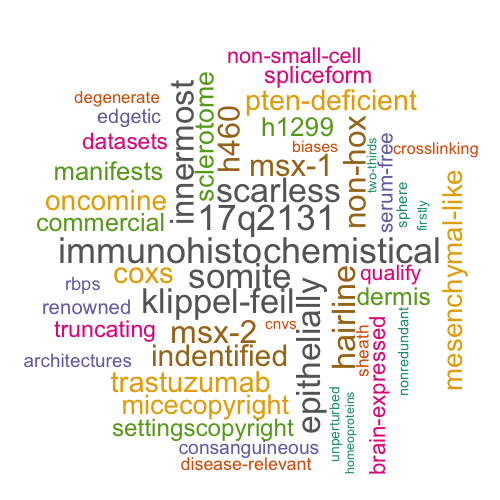 non-small-cell
spliceform
degenerate
pten-deficient
edgetic
innermost
sclerotome
h460
h1299
non-hox
datasets
biases
two-thirds
serum-free
crosslinking
manifests
msx-1
sphere
firstly
oncomine
scarless
commercial
17q2131
mesenchymal-like
immunohistochemistical
coxs
somite
hairline
qualify
rbps
klippel-feil
epithelially
dermis
renowned
truncating
msx-2
cnvs
sheath
nonredundant
brain-expressed
architectures
indentified
trastuzumab
micecopyright
unperturbed
homeoproteins
settingscopyright
consanguineous
disease-relevant